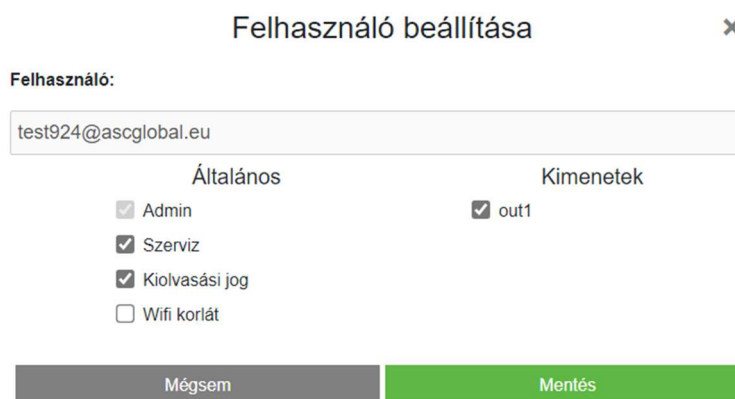 Felhasználó beállítása
Felhasználó:
test924@ascglobal.eu
Általános
Kimenetek
Admin
out1
Szerviz
Kiolvasási jog
Wifi korlát
Mégsem
Mentés